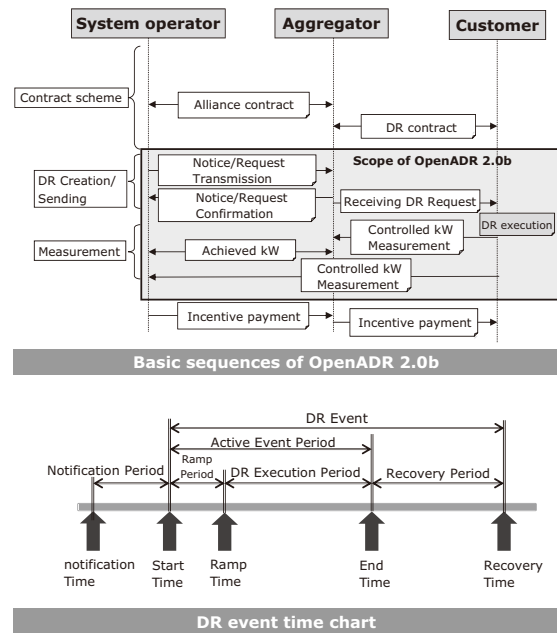 System operator
Aggregator
Customer
Contract scheme
Alliance contract
DR contract
Scope of OpenADR 2.0b
DR Creation/
Sending
Notice/Request
Transmission
Notice/Request
Confirmation
Receiving DR Request
DR execution
Measurement
Controlled kW
Measurement
Achieved kW
Controlled kW
Measurement
Incentive payment
Incentive payment
Basic sequences of OpenADR 2.0b
DR Event
Active Event Period
Notification Period
Ramp
Period
DR Execution Period
Recovery Period
notification
Time
Start
Time
Ramp
Time
End
Time
Recovery
Time
DR event time chart